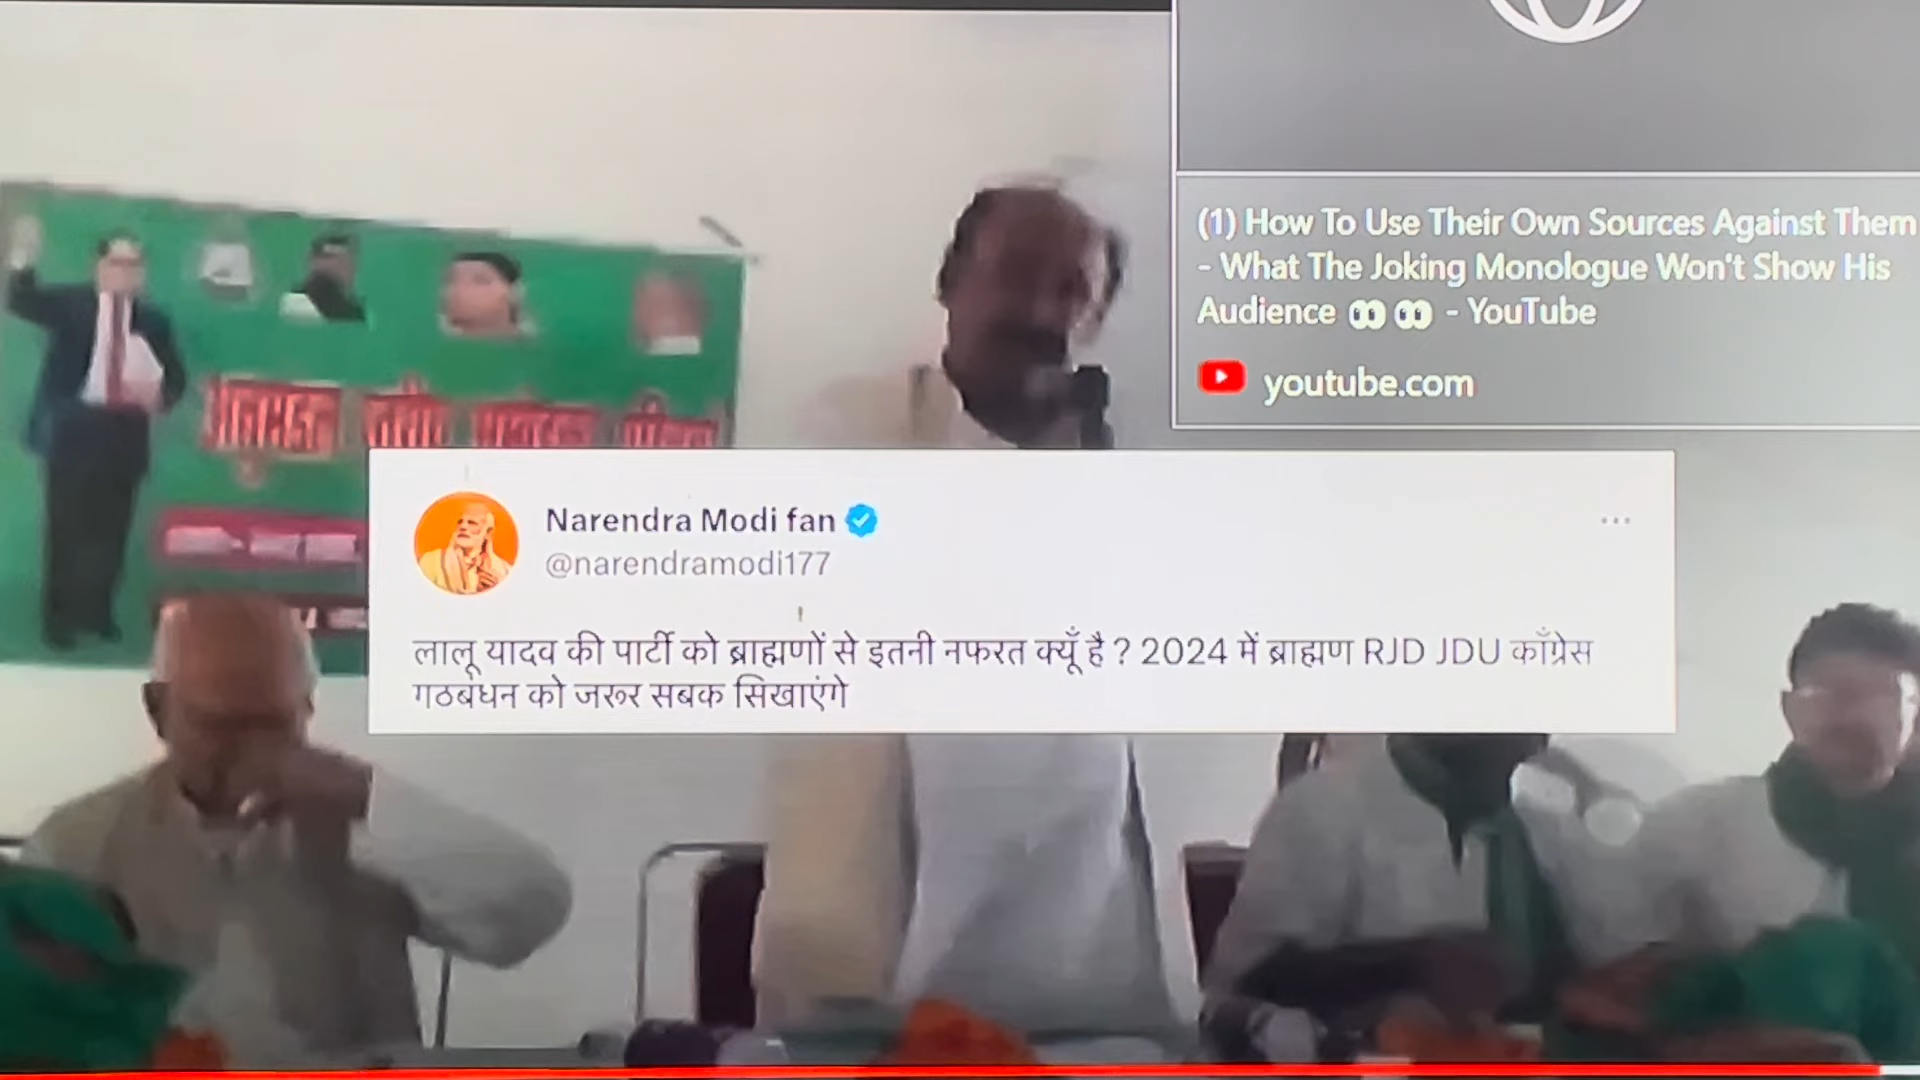 (1) How To Use Their Own Sources Against Them
- What The Joking Monologue Won't Show His
Audience 👀 👀 - YouTube
youtube.com
Narendra Modi fan
@narendramodi177
लालू यादव की पार्टी को ब्राह्मणों से इतनी नफरत क्यूँ है ? 2024 में ब्राह्मण RJD JDU काँग्रेस
गठबंधन को जरूर सबक सिखाएंगे